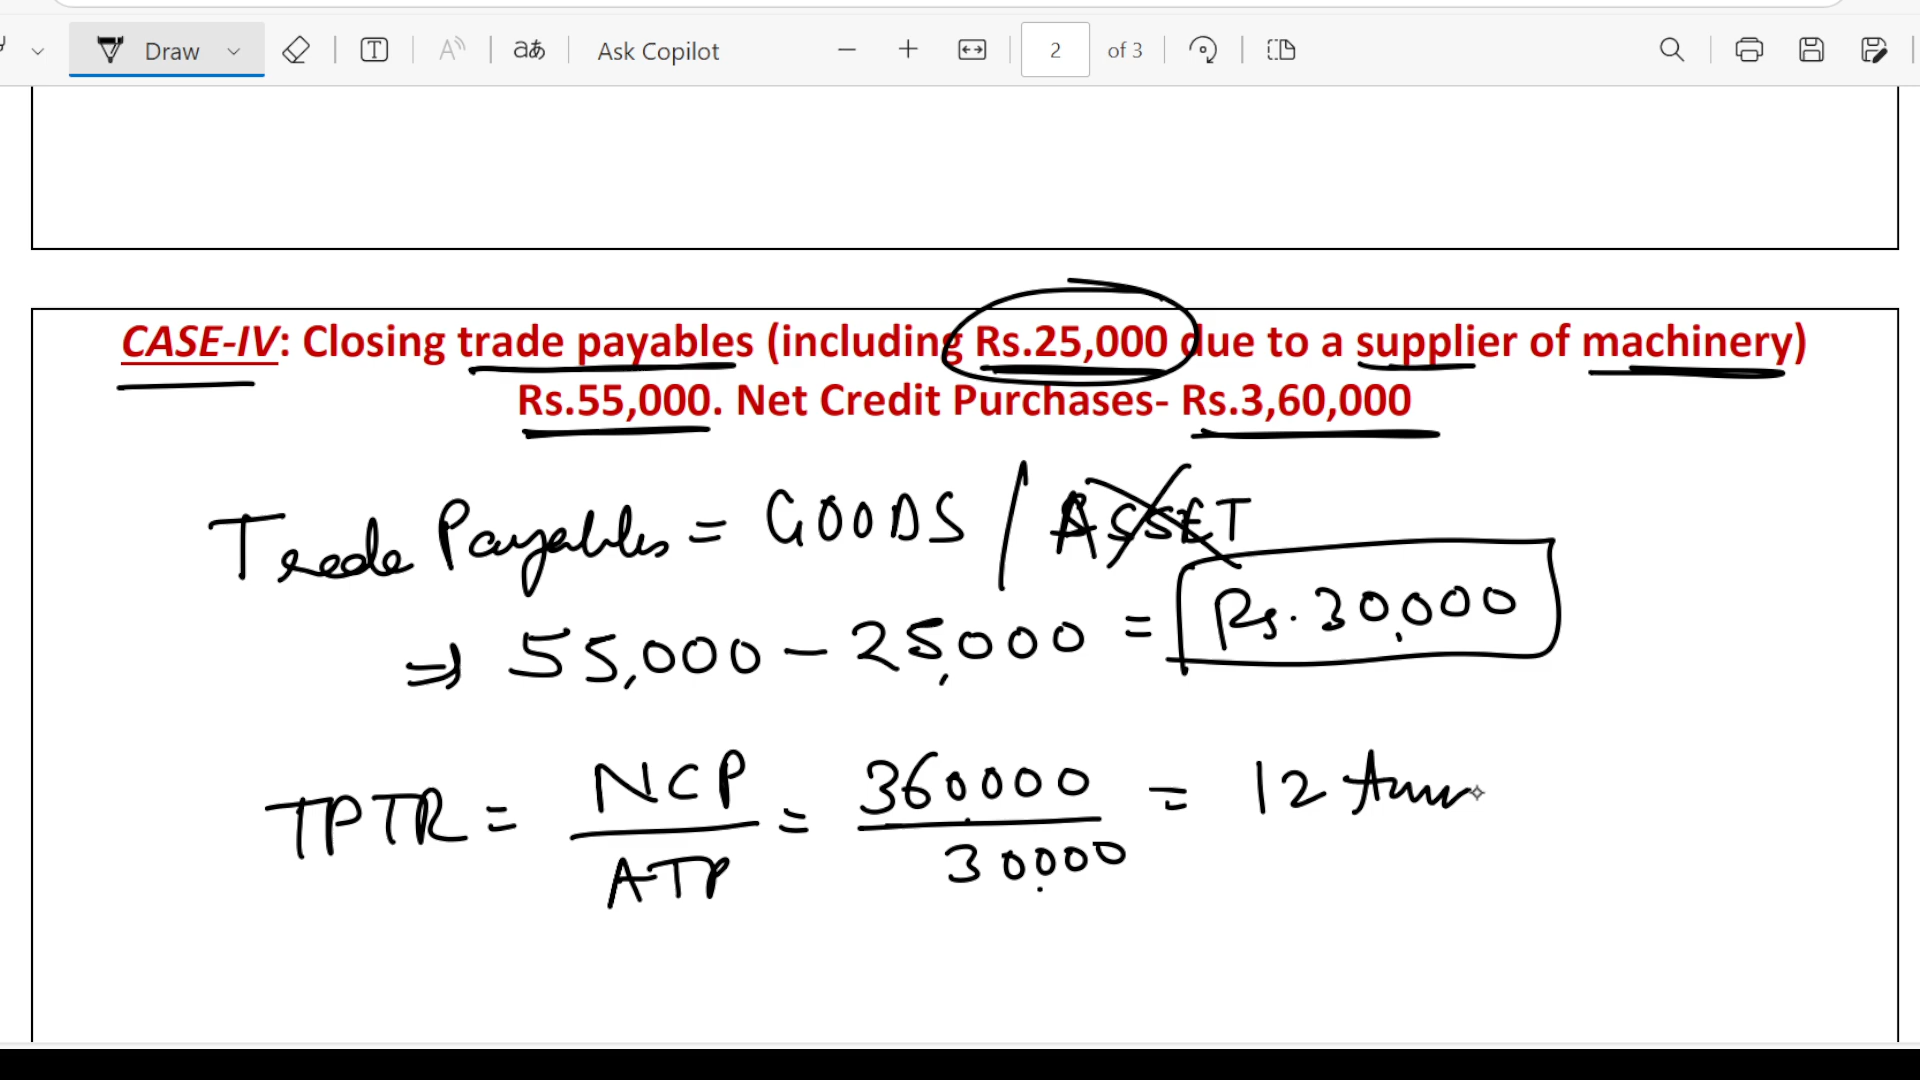 Draw aあ Ask Copilot 2 of 3
CASE-IV: Closing trade payables (including Rs.25,000 due to a supplier of machinery)
Rs.55,000. Net Credit Purchases- Rs.3,60,000
Trade Payables = GOODS / ASSET
⇒ 55,000 - 25,000 = Rs. 30,000
TPTR = NCP / ATP = 360000 / 30000 = 12